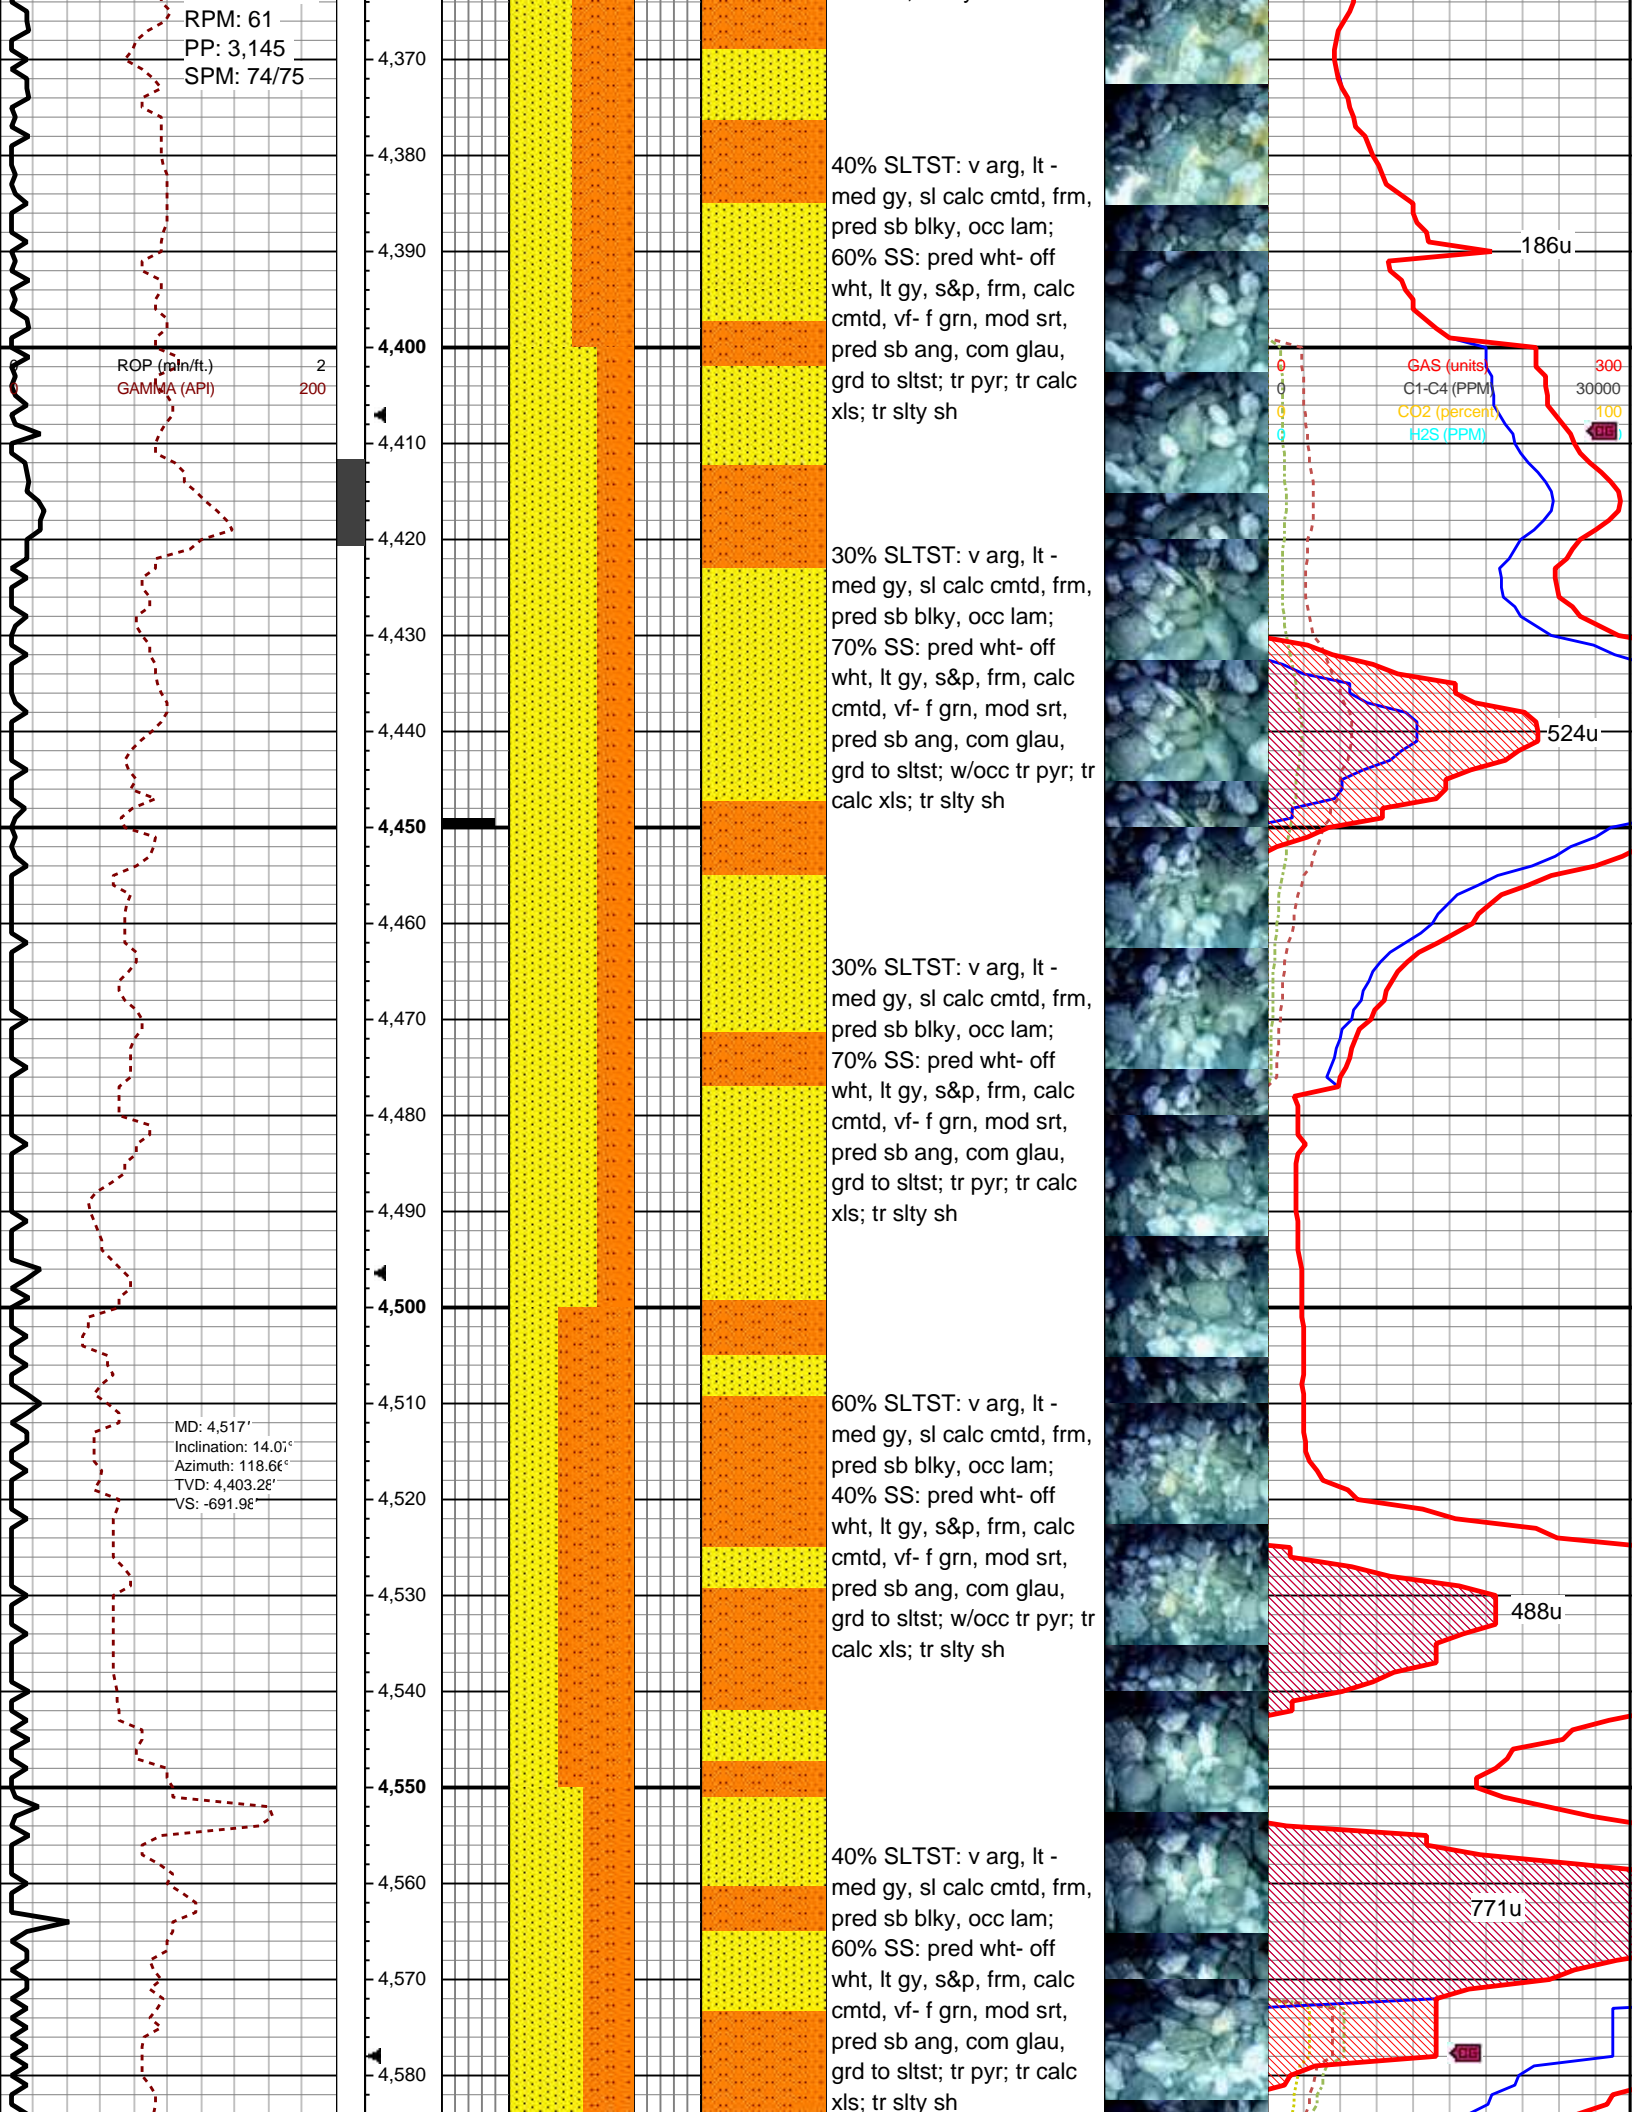 RPM: 61
PP: 3,145
SPM: 74/75
4,370
4,380
4,390
4,400
4,410
4,420
4,430
4,440
4,450
4,460
4,470
4,480
4,490
4,500
4,510
4,520
4,530
4,540
4,550
4,560
4,570
4,580
ROP (min/ft.) 2
GAMMA (API) 200
MD: 4,517'
Inclination: 14.07°
Azimuth: 118.66°
TVD: 4,403.28'
VS: -691.98'
40% SLTST: v arg, lt -
med gy, sl calc cmtd, frm,
pred sb blky, occ lam;
60% SS: pred wht- off
wht, lt gy, s&p, frm, calc
cmtd, vf- f grn, mod srt,
pred sb ang, com glau,
grd to sltst; tr pyr; tr calc
xls; tr slty sh
30% SLTST: v arg, lt -
med gy, sl calc cmtd, frm,
pred sb blky, occ lam;
70% SS: pred wht- off
wht, lt gy, s&p, frm, calc
cmtd, vf- f grn, mod srt,
pred sb ang, com glau,
grd to sltst; w/occ tr pyr; tr
calc xls; tr slty sh
30% SLTST: v arg, lt -
med gy, sl calc cmtd, frm,
pred sb blky, occ lam;
70% SS: pred wht- off
wht, lt gy, s&p, frm, calc
cmtd, vf- f grn, mod srt,
pred sb ang, com glau,
grd to sltst; tr pyr; tr calc
xls; tr slty sh
60% SLTST: v arg, lt -
med gy, sl calc cmtd, frm,
pred sb blky, occ lam;
40% SS: pred wht- off
wht, lt gy, s&p, frm, calc
cmtd, vf- f grn, mod srt,
pred sb ang, com glau,
grd to sltst; w/occ tr pyr; tr
calc xls; tr slty sh
40% SLTST: v arg, lt -
med gy, sl calc cmtd, frm,
pred sb blky, occ lam;
60% SS: pred wht- off
wht, lt gy, s&p, frm, calc
cmtd, vf- f grn, mod srt,
pred sb ang, com glau,
grd to sltst; tr pyr; tr calc
xls; tr slty sh
186u
0 GAS (units) 300
0 C1-C4 (PPM) 30000
0 CO2 (percent) 100
0 H2S (PPM)
524u
488u
771u
CG